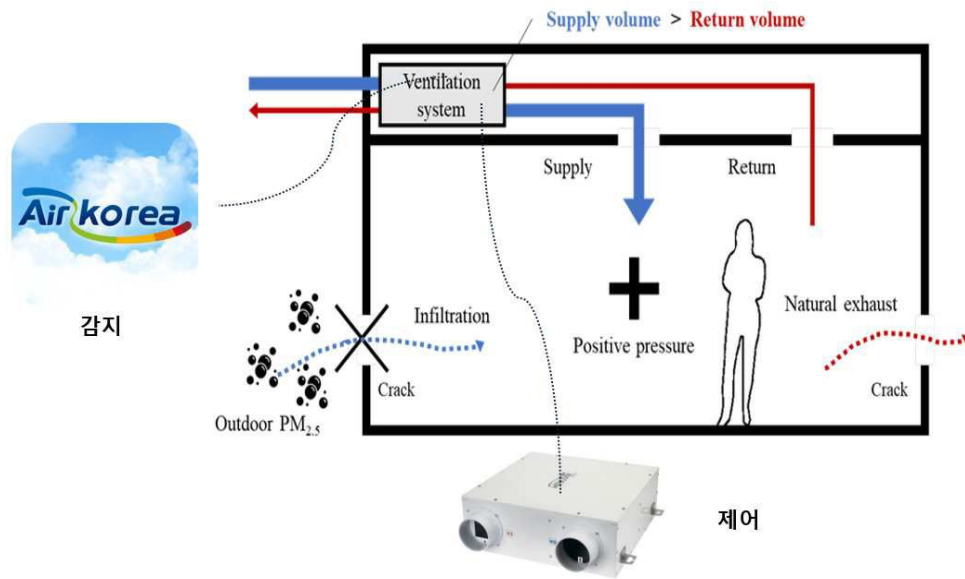 Supply volume > Return volume
Ventilation
system
Supply
Return
Air korea
감지
Infiltration
Natural exhaust
Positive pressure
Crack
Crack
Outdoor PM2.5
제어